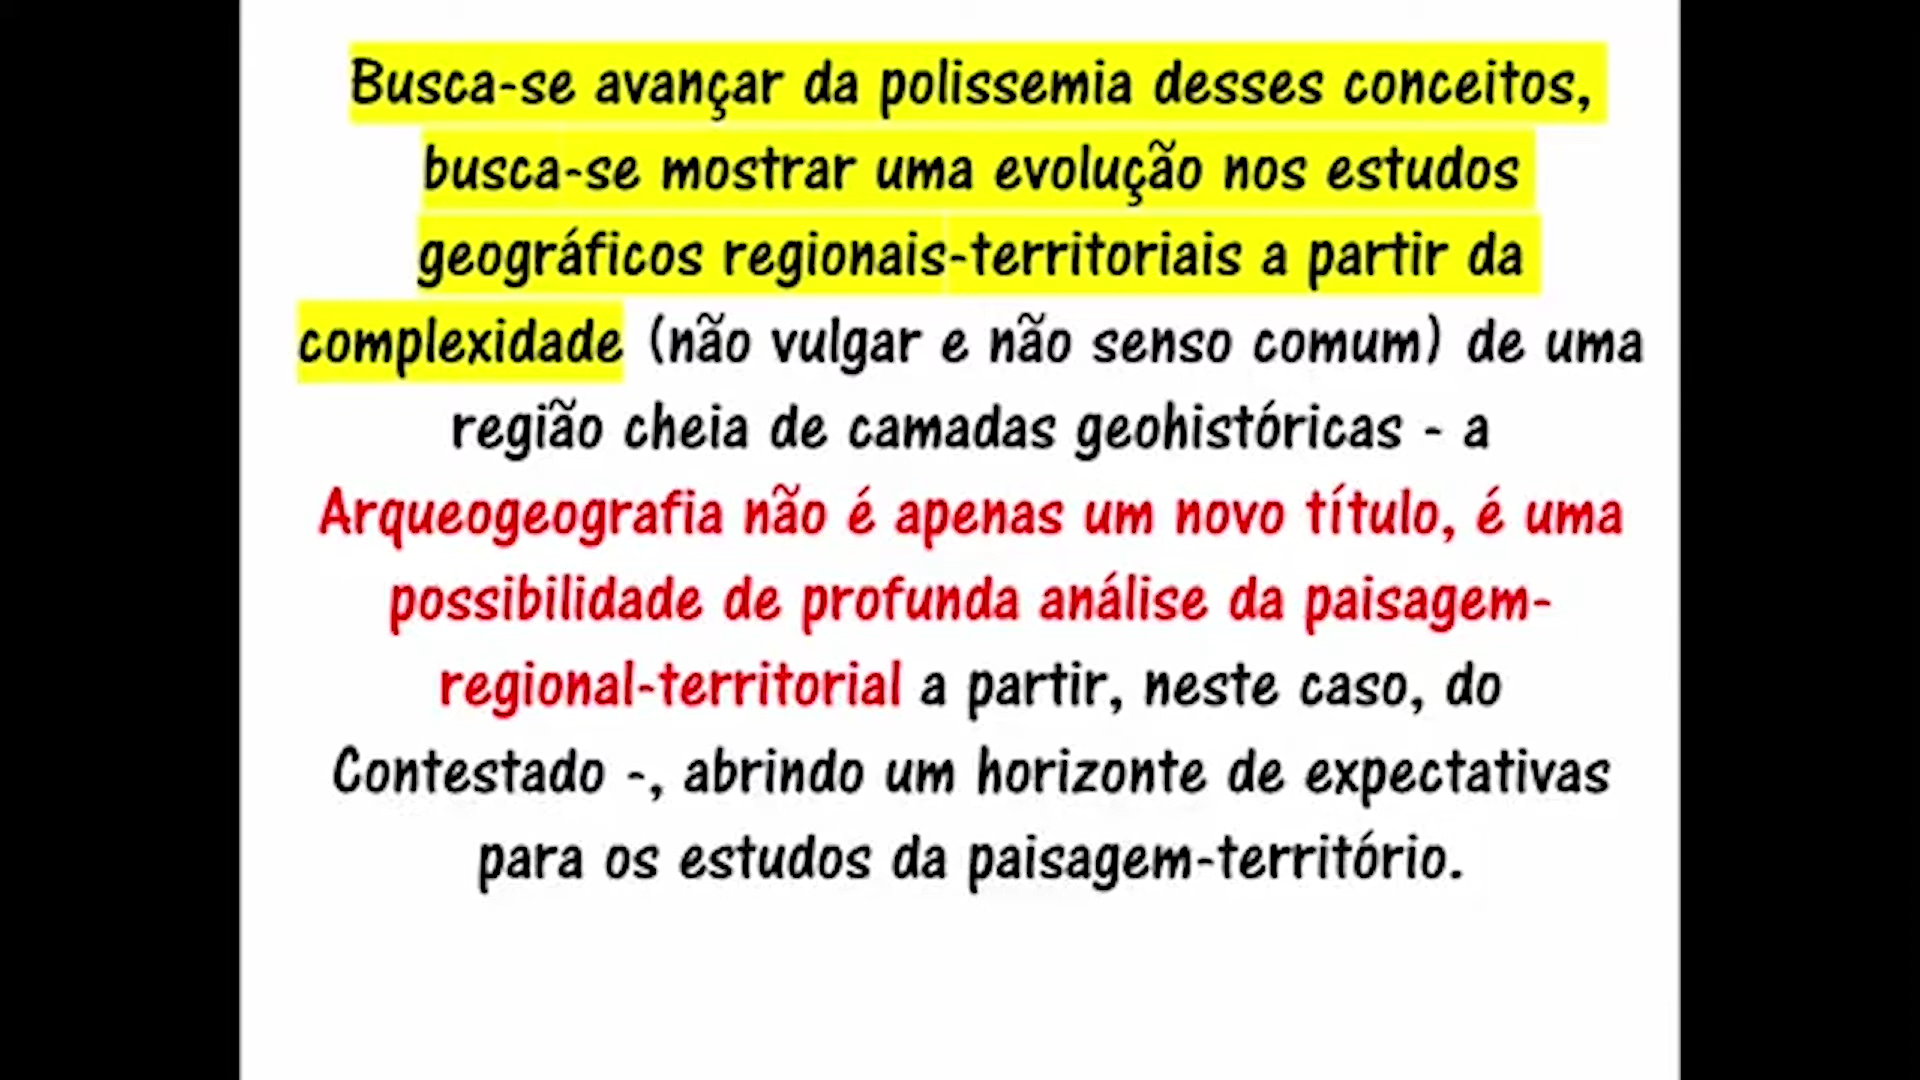 Busca-se avançar da polissemia desses conceitos,
busca-se mostrar uma evolução nos estudos
geográficos regionais-territoriais a partir da
complexidade (não vulgar e não senso comum) de uma
região cheia de camadas geohistóricas - a
Arqueogeografia não é apenas um novo título, é uma
possibilidade de profunda análise da paisagem-
regional-territorial a partir, neste caso, do
Contestado -, abrindo um horizonte de expectativas
para os estudos da paisagem-território.